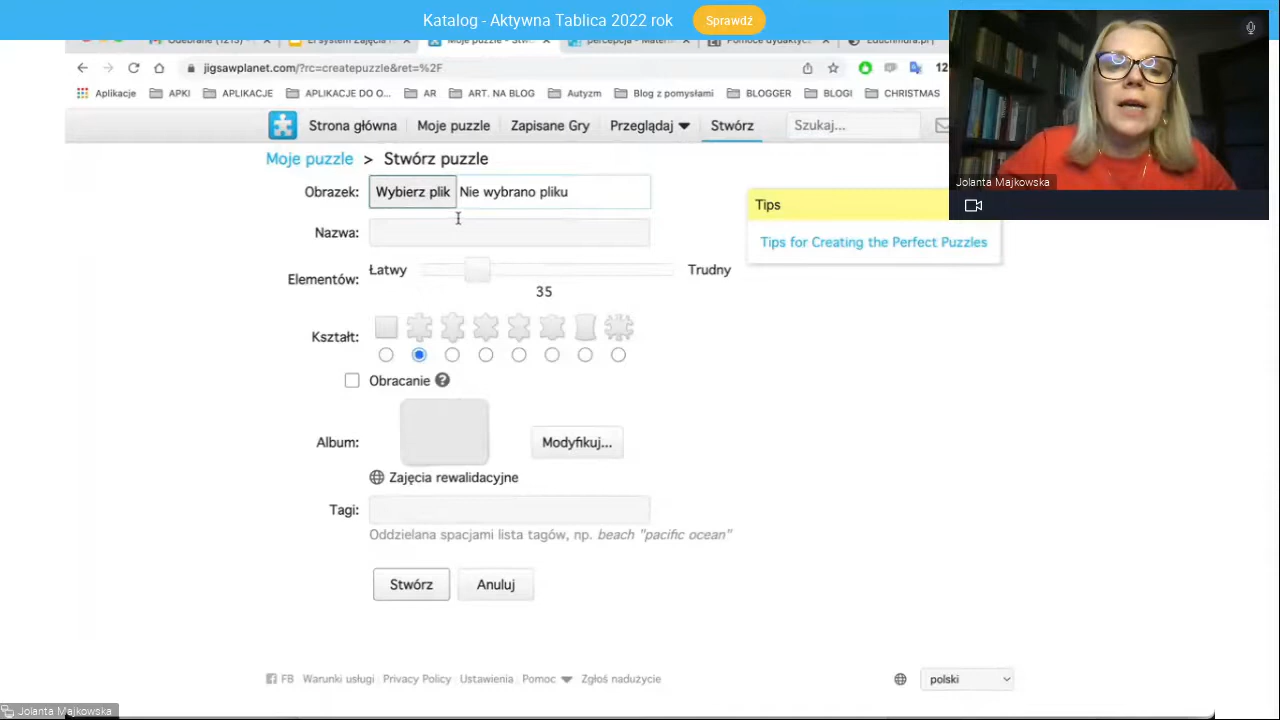 Katalog - Aktywna Tablica 2022 rok
Sprawdź
jigsawplanet.com/?rc=createpuzzle&ret=%2F
Aplikacje APKI APLIKACJE APLIKACJE DO O... AR ART. NA BLOG Autyzm Blog z pomysłami BLOGGER BLOGI CHRISTMAS
Strona główna Moje puzzle Zapisane Gry Przeglądaj Stwórz Szukaj...
Jolanta Majkowska
Moje puzzle > Stwórz puzzle
Obrazek: Wybierz plik Nie wybrano pliku
Tips
Nazwa:
Tips for Creating the Perfect Puzzles
Elementów: Łatwy Trudny
35
Kształt:
Obracanie
Album: Modyfikuj...
Zajęcia rewalidacyjne
Tagi:
Oddzielana spacjami lista tagów, np. beach "pacific ocean"
Stwórz Anuluj
FB Warunki usługi Privacy Policy Ustawienia Pomoc Zgłoś nadużycie polski
Jolanta Majkowska